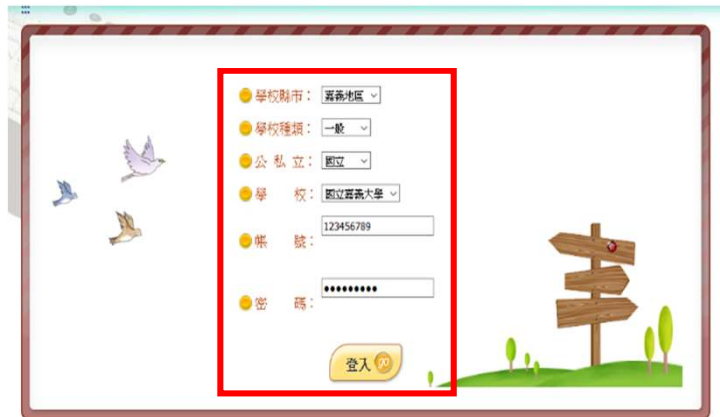 學校縣市： 嘉義地區
學校種類： 一般
公 私 立： 國立
學　　校： 國立嘉義大學
帳　　號： 123456789
密　　碼： •••••••••
登入 go